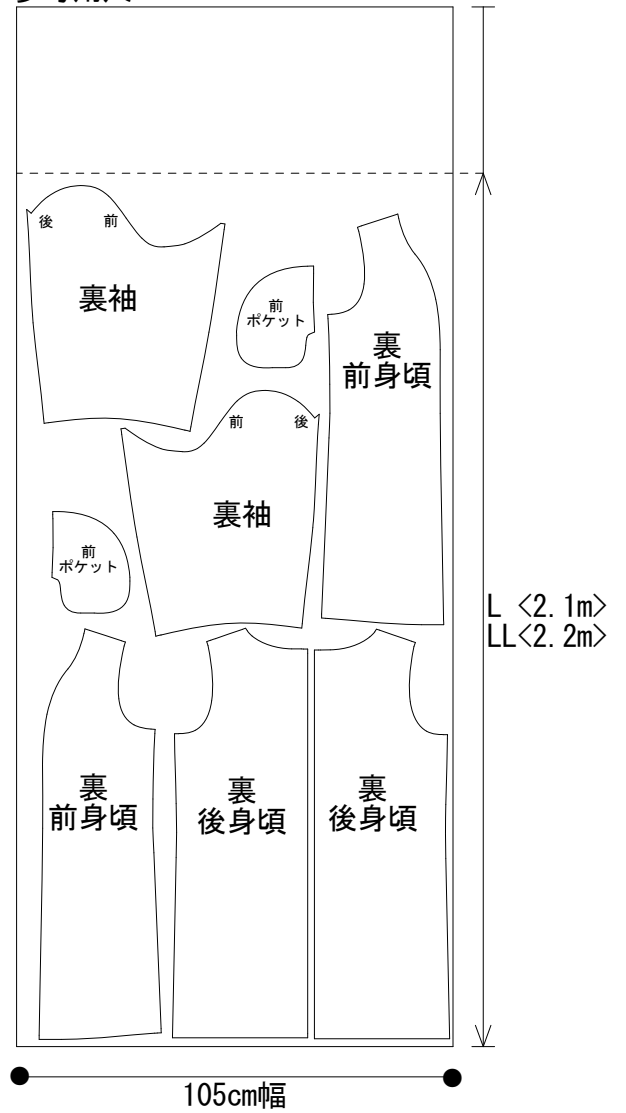 後 前
裏袖
前
ポケット
裏
前身頃
前 後
裏袖
前
ポケット
L <2.1m>
LL<2.2m>
裏
前身頃
裏
後身頃
裏
後身頃
105cm幅